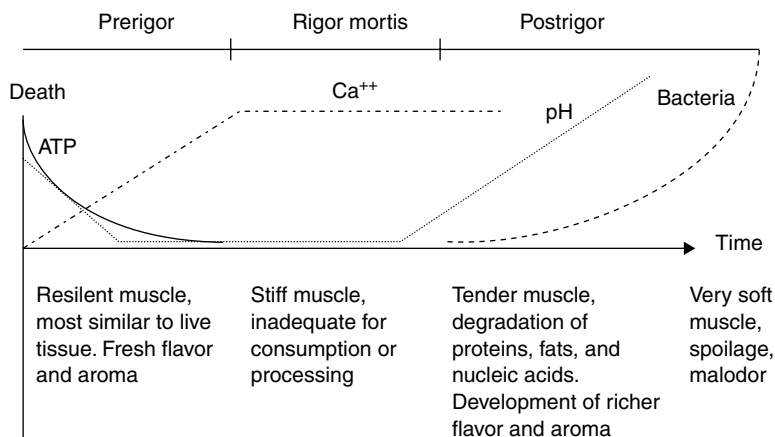 Prerigor
Rigor mortis
Postrigor
Death
Ca++
ATP
pH
Bacteria
Time
Resilent muscle,
most similar to live
tissue. Fresh flavor
and aroma
Stiff muscle,
inadequate for
consumption or
processing
Tender muscle,
degradation of
proteins, fats, and
nucleic acids.
Development of richer
flavor and aroma
Very soft
muscle,
spoilage,
malodor